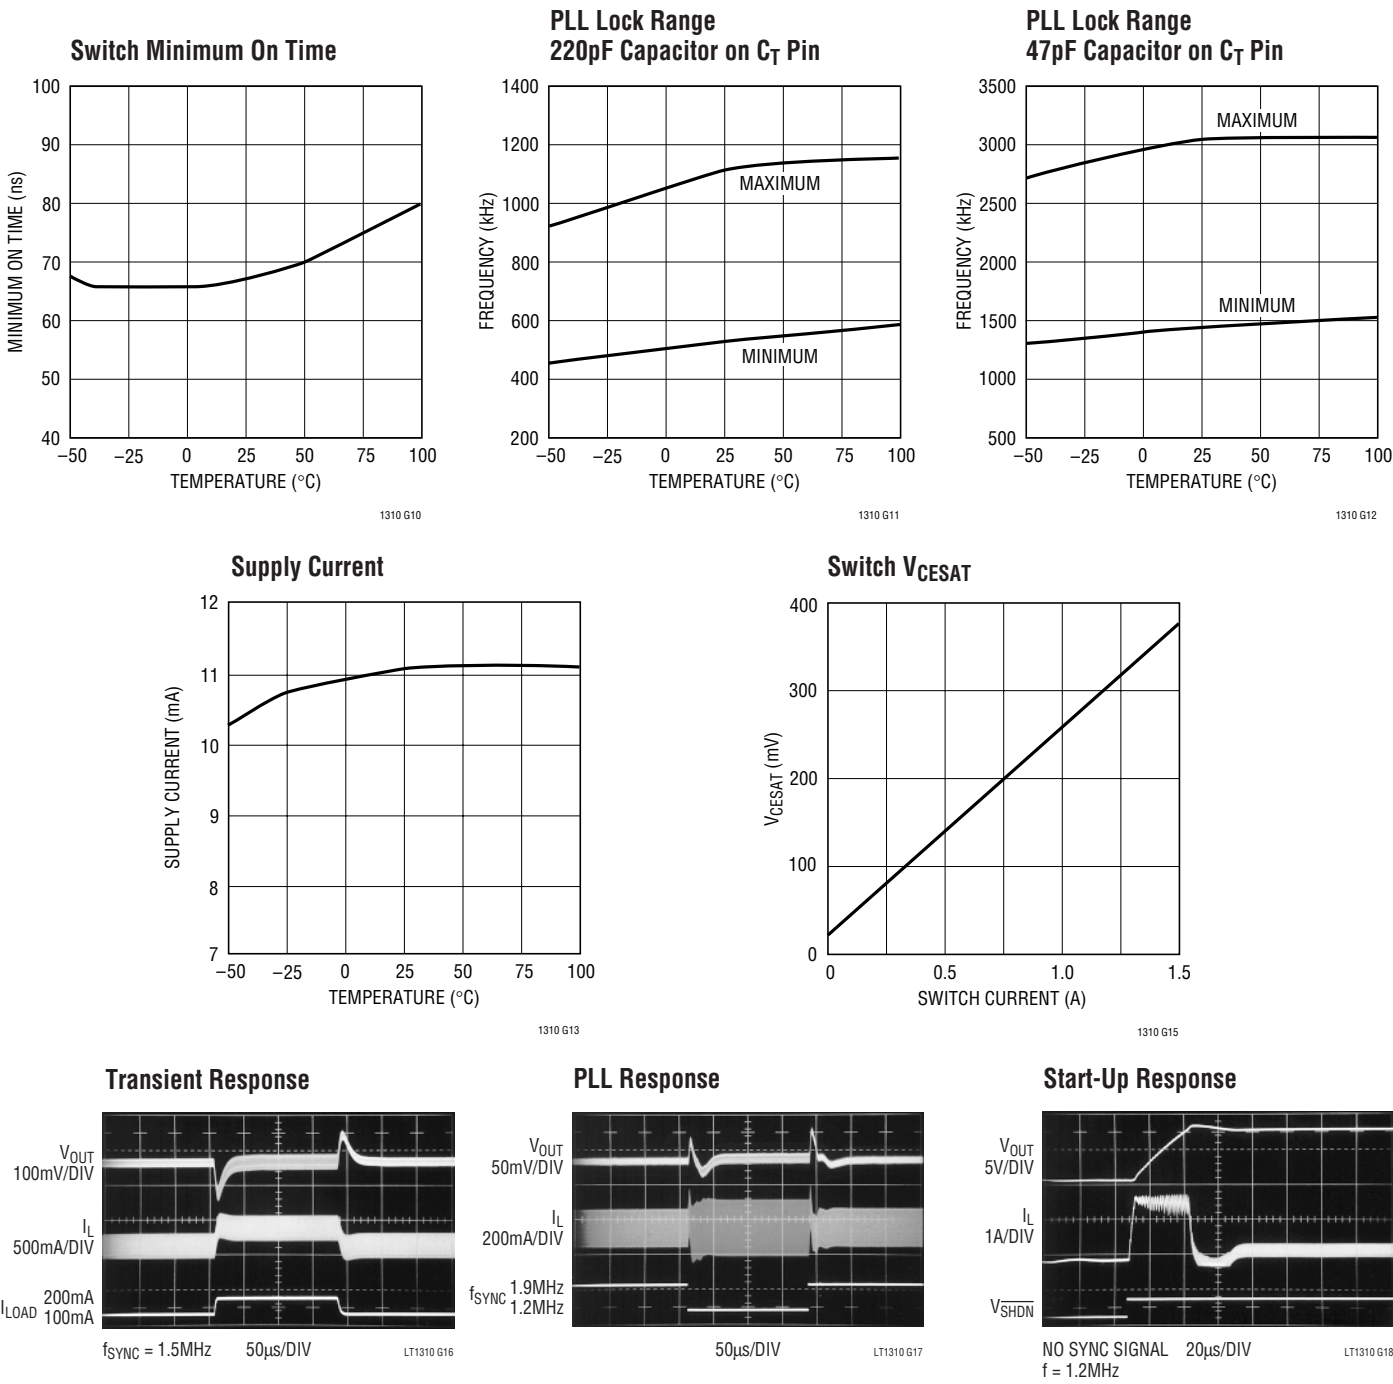 Switch Minimum On Time
MINIMUM ON TIME (ns)
100
90
80
70
60
50
40
–50 –25 0 25 50 75 100
TEMPERATURE (°C)
1310 G10
PLL Lock Range
220pF Capacitor on CT Pin
FREQUENCY (kHz)
1400
1200
1000
800
600
400
200
MAXIMUM
MINIMUM
–50 –25 0 25 50 75 100
TEMPERATURE (°C)
1310 G11
PLL Lock Range
47pF Capacitor on CT Pin
FREQUENCY (kHz)
3500
3000
2500
2000
1500
1000
500
MAXIMUM
MINIMUM
–50 –25 0 25 50 75 100
TEMPERATURE (°C)
1310 G12
Supply Current
SUPPLY CURRENT (mA)
12
11
10
9
8
7
–50 –25 0 25 50 75 100
TEMPERATURE (°C)
1310 G13
Switch VCESAT
VCESAT (mV)
400
300
200
100
0
0 0.5 1.0 1.5
SWITCH CURRENT (A)
1310 G15
Transient Response
VOUT
100mV/DIV
IL
500mA/DIV
ILOAD 200mA
100mA
fSYNC = 1.5MHz 50µs/DIV LT1310 G16
PLL Response
VOUT
50mV/DIV
IL
200mA/DIV
fSYNC 1.9MHz
1.2MHz
50µs/DIV LT1310 G17
Start-Up Response
VOUT
5V/DIV
IL
1A/DIV
VSHDN
NO SYNC SIGNAL 20µs/DIV LT1310 G18
f = 1.2MHz